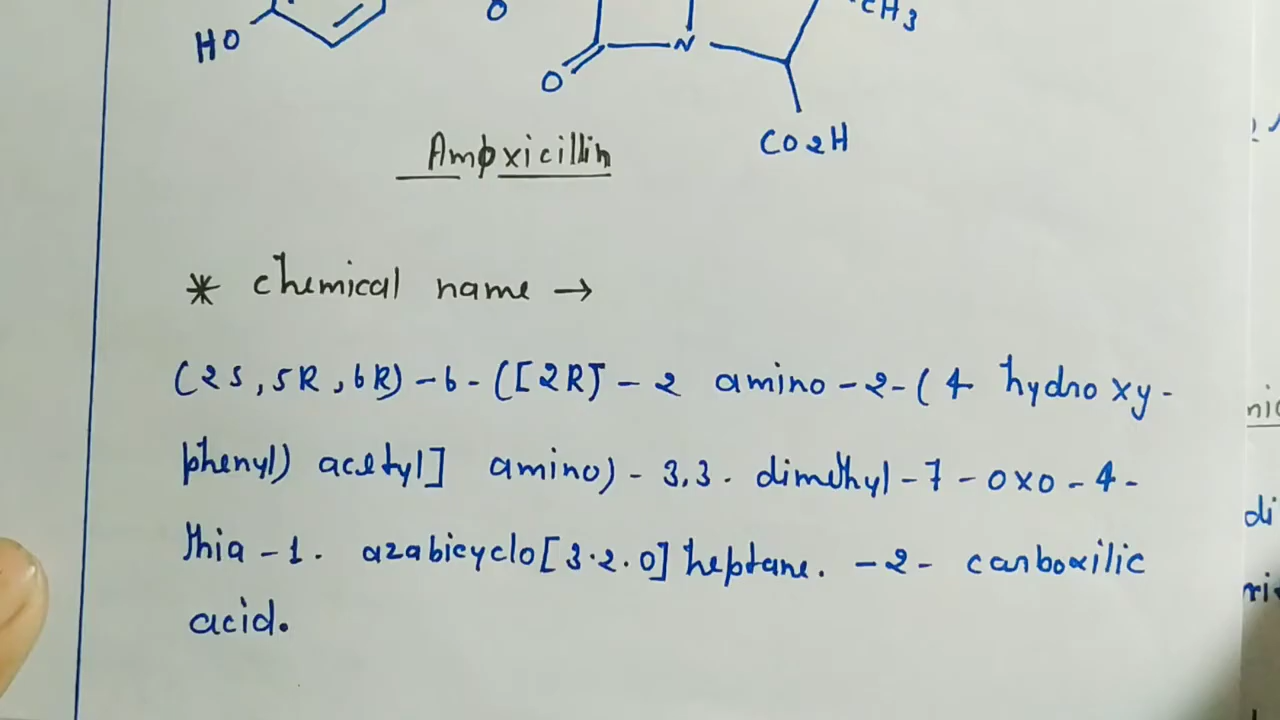 HO
O
CH3
N
O
CO2H
Amoxicillin
* chemical name →
(2S,5R,6R)-6-([2R]-2 amino-2-(4 hydroxy-
phenyl) acetyl] amino)-3,3. dimethyl-7-oxo-4-
thia-1. azabicyclo[3.2.0] heptane. -2- carboxilic
acid.
di